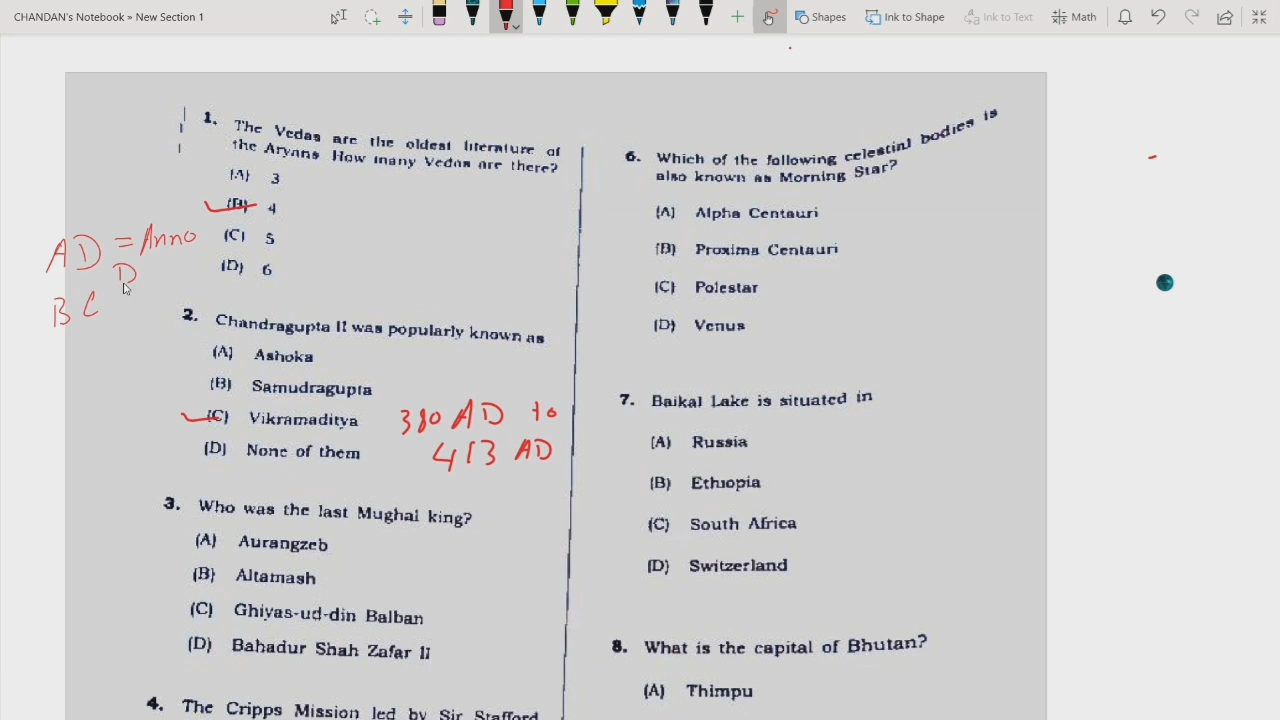 CHANDAN's Notebook » New Section 1
Shapes
Ink to Shape
Ink to Text
Math
1. The Vedas are the oldest literature of
the Aryans How many Vedas are there?
(A) 3
(B) 4
(C) 5
(D) 6
AD = Anno
D
BC
2. Chandragupta II was popularly known as
(A) Ashoka
(B) Samudragupta
(C) Vikramaditya
(D) None of them
380 AD to
413 AD
3. Who was the last Mughal king?
(A) Aurangzeb
(B) Altamash
(C) Ghiyas-ud-din Balban
(D) Bahadur Shah Zafar II
4. The Cripps Mission led by Sir Stafford
6. Which of the following celestial bodies is
also known as Morning Star?
(A) Alpha Centauri
(B) Proxima Centauri
(C) Polestar
(D) Venus
7. Baikal Lake is situated in
(A) Russia
(B) Ethiopia
(C) South Africa
(D) Switzerland
8. What is the capital of Bhutan?
(A) Thimpu